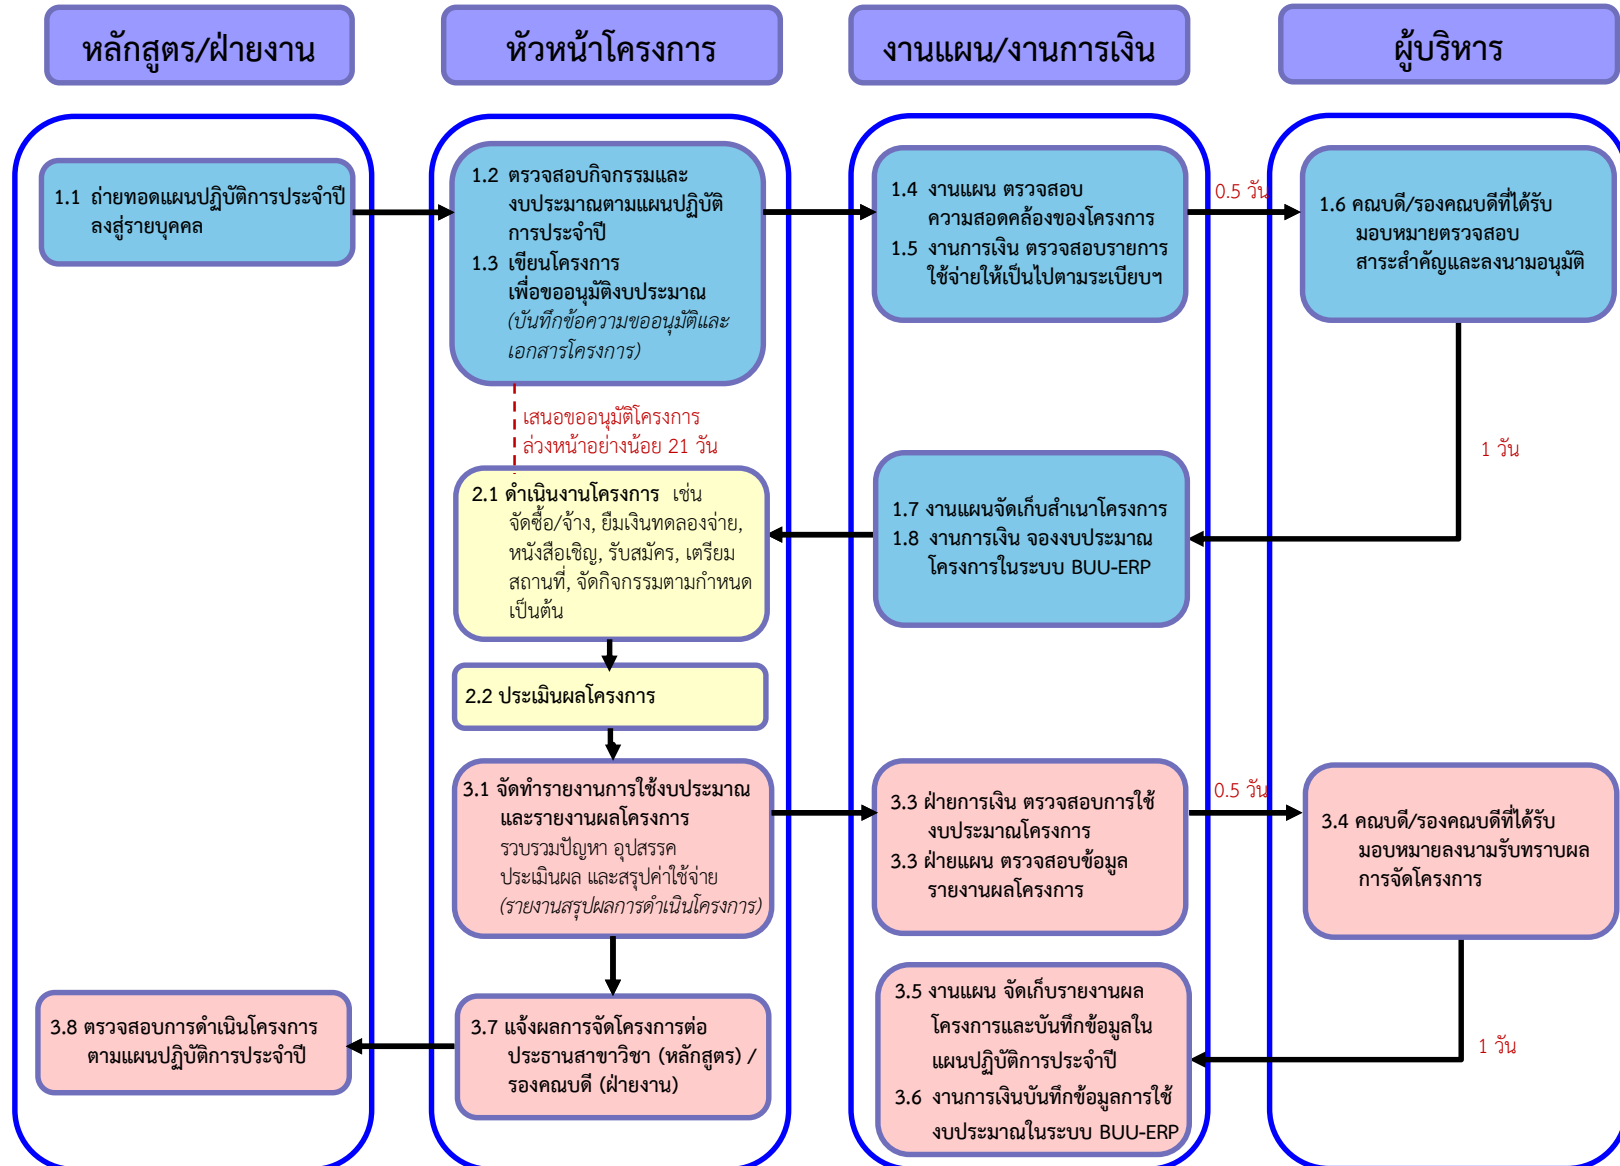 หลักสูตร/ฝ่ายงาน
หัวหน้าโครงการ
งานแผน/งานการเงิน
ผู้บริหาร
1.1 ถ่ายทอดแผนปฏิบัติการประจำปี
ลงสู่รายบุคคล
1.2 ตรวจสอบกิจกรรมและ
งบประมาณตามแผนปฏิบัติ
การประจำปี
1.3 เขียนโครงการ
เพื่อขออนุมัติงบประมาณ
(บันทึกข้อความขออนุมัติและ
เอกสารโครงการ)
1.4 งานแผน ตรวจสอบ
ความสอดคล้องของโครงการ
1.5 งานการเงิน ตรวจสอบรายการ
ใช้จ่ายให้เป็นไปตามระเบียบฯ
0.5 วัน
1.6 คณบดี/รองคณบดีที่ได้รับ
มอบหมายตรวจสอบ
สาระสำคัญและลงนามอนุมัติ
เสนอขออนุมัติโครงการ
ล่วงหน้าอย่างน้อย 21 วัน
1 วัน
2.1 ดำเนินงานโครงการ เช่น
จัดซื้อ/จ้าง, ยืมเงินทดลองจ่าย,
หนังสือเชิญ, รับสมัคร, เตรียม
สถานที่, จัดกิจกรรมตามกำหนด
เป็นต้น
1.7 งานแผนจัดเก็บสำเนาโครงการ
1.8 งานการเงิน จองงบประมาณ
โครงการในระบบ BUU-ERP
2.2 ประเมินผลโครงการ
3.1 จัดทำรายงานการใช้งบประมาณ
และรายงานผลโครงการ
รวบรวมปัญหา อุปสรรค
ประเมินผล และสรุปค่าใช้จ่าย
(รายงานสรุปผลการดำเนินโครงการ)
3.3 ฝ่ายการเงิน ตรวจสอบการใช้
งบประมาณโครงการ
3.3 ฝ่ายแผน ตรวจสอบข้อมูล
รายงานผลโครงการ
0.5 วัน
3.4 คณบดี/รองคณบดีที่ได้รับ
มอบหมายลงนามรับทราบผล
การจัดโครงการ
3.8 ตรวจสอบการดำเนินโครงการ
ตามแผนปฏิบัติการประจำปี
3.7 แจ้งผลการจัดโครงการต่อ
ประธานสาขาวิชา (หลักสูตร) /
รองคณบดี (ฝ่ายงาน)
3.5 งานแผน จัดเก็บรายงานผล
โครงการและบันทึกข้อมูลใน
แผนปฏิบัติการประจำปี
3.6 งานการเงินบันทึกข้อมูลการใช้
งบประมาณในระบบ BUU-ERP
1 วัน